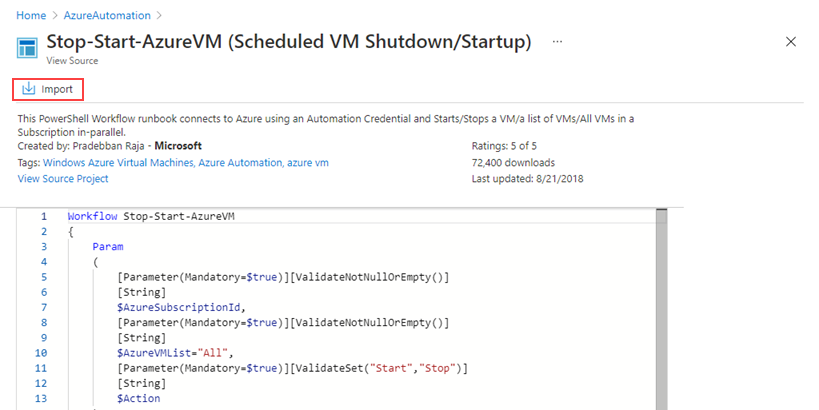 Home > AzureAutomation >
Stop-Start-AzureVM (Scheduled VM Shutdown/Startup) ...
View Source
Import
This PowerShell Workflow runbook connects to Azure using an Automation Credential and Starts/Stops a VM/a list of VMs/All VMs in a
Subscription in-parallel.
Created by: Pradebban Raja - Microsoft
Ratings: 5 of 5
Tags: Windows Azure Virtual Machines, Azure Automation, azure vm
72,400 downloads
View Source Project
Last updated: 8/21/2018
1 Workflow Stop-Start-AzureVM
2 {
3 Param
4 (
5 [Parameter(Mandatory=$true)][ValidateNotNullOrEmpty()]
6 [String]
7 $AzureSubscriptionId,
8 [Parameter(Mandatory=$true)][ValidateNotNullOrEmpty()]
9 [String]
10 $AzureVMList="All",
11 [Parameter(Mandatory=$true)][ValidateSet("Start","Stop")]
12 [String]
13 $Action